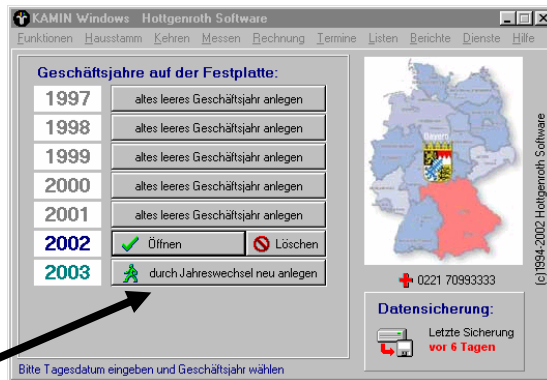 KAMIN Windows Hottgenroth Software
Funktionen Hausstamm Kehren Messen Rechnung Termine Listen Berichte Dienste Hilfe
Geschäftsjahre auf der Festplatte:
1997 altes leeres Geschäftsjahr anlegen
1998 altes leeres Geschäftsjahr anlegen
1999 altes leeres Geschäftsjahr anlegen
2000 altes leeres Geschäftsjahr anlegen
2001 altes leeres Geschäftsjahr anlegen
2002 Öffnen Löschen
2003 durch Jahreswechsel neu anlegen
Bitte Tagesdatum eingeben und Geschäftsjahr wählen
Bayern
0221 70993333
(c)1994-2002 Hottgenroth Software
Datensicherung:
Letzte Sicherung
vor 6 Tagen